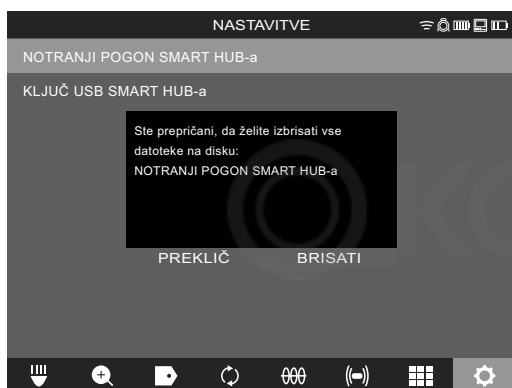 NASTAVITVE
NOTRANJI POGON SMART HUB-a
KLJUČ USB SMART HUB-a
Ste prepričani, da želite izbrisati vse
datoteke na disku:
NOTRANJI POGON SMART HUB-a
PREKLIČ
BRISATI